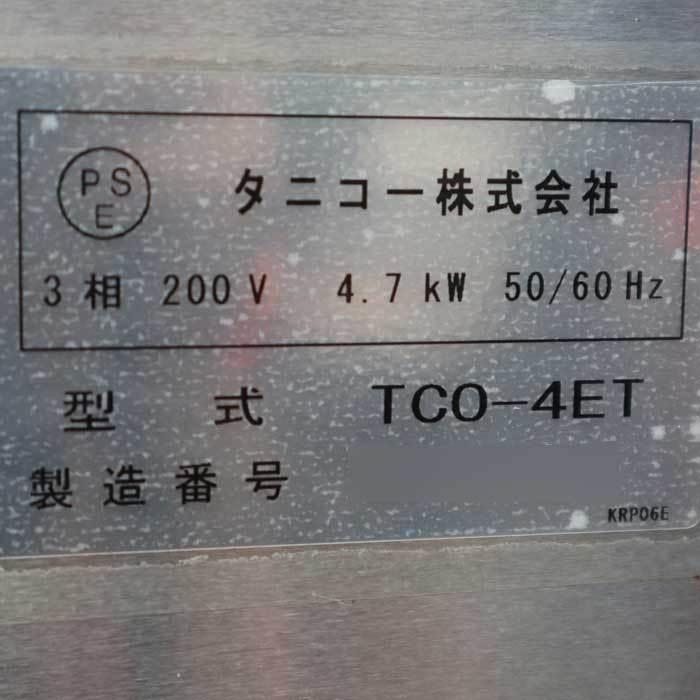 PSE タニコー株式会社
3相 200V 4.7kW 50/60Hz
型式 TCO-4ET
製造番号
KRP06E